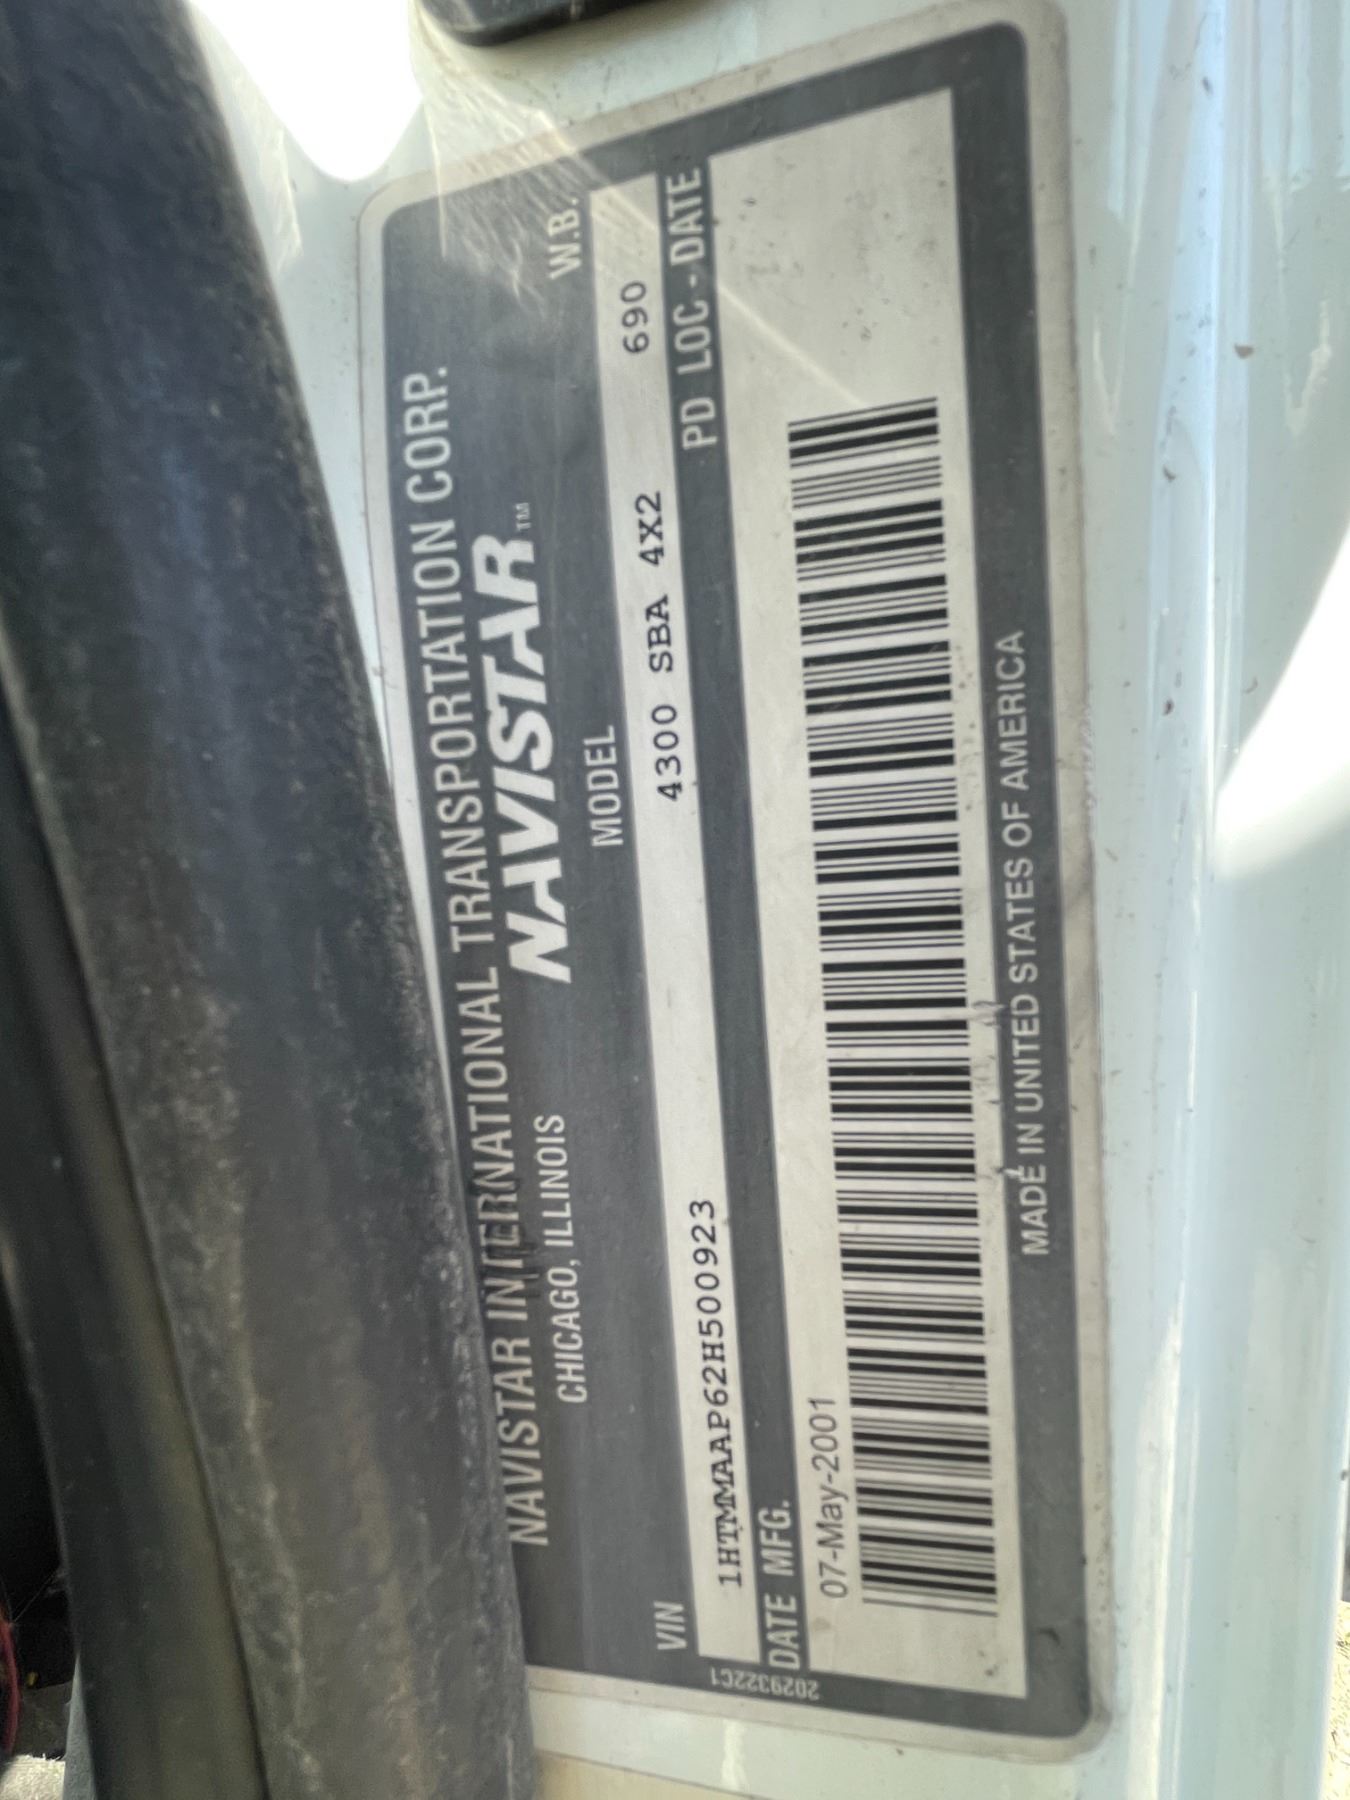 NAVISTAR INTERNATIONAL TRANSPORTATION CORP.
CHICAGO, ILLINOIS
NAVISTAR™
VIN MODEL W.B.
1HTMMAAP62H500923 4300 SBA 4X2 690
DATE MFG. PD LOC - DATE:
07-May-2001
MADE IN UNITED STATES OF AMERICA
2029322C1